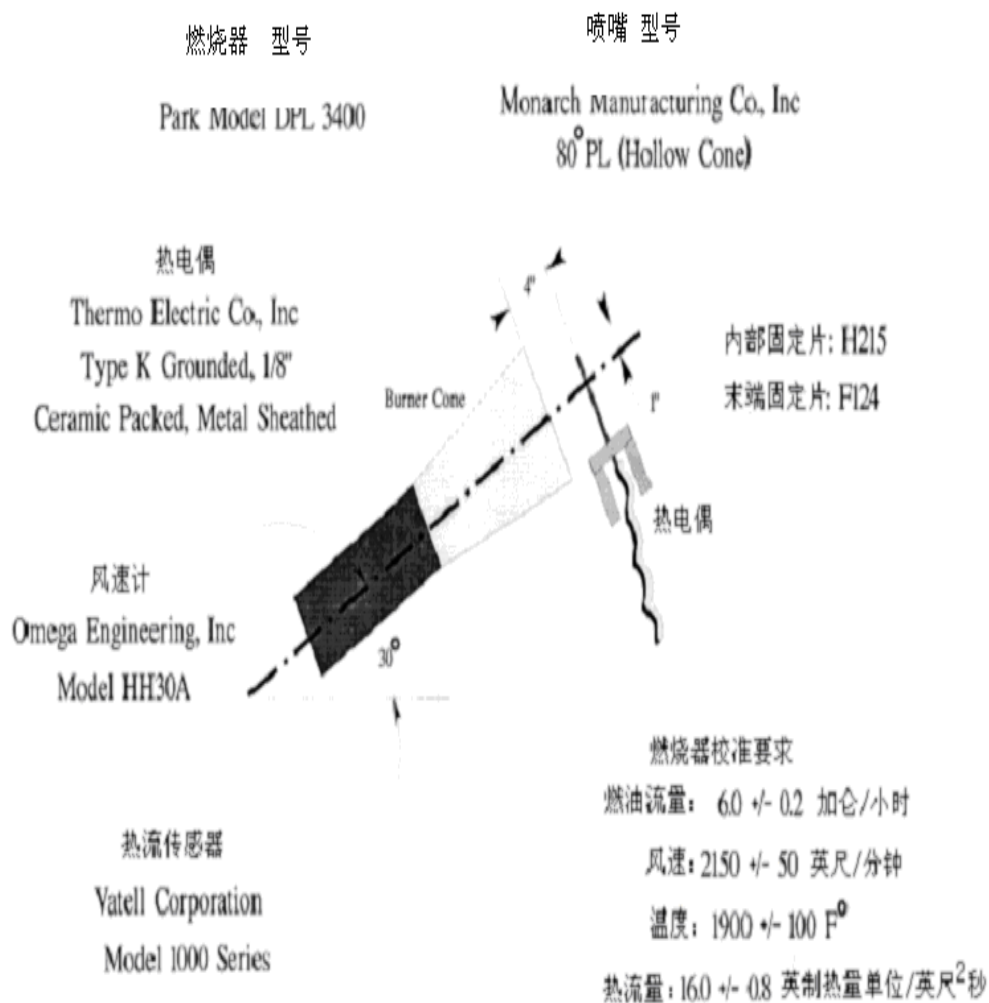 燃烧器 型号
Park Model DPL 3400
喷嘴 型号
Monarch Manufacturing Co., Inc
80° PL (Hollow Cone)
热电偶
Thermo Electric Co., Inc
Type K Grounded, 1/8"
Ceramic Packed, Metal Sheathed
4"
Burner Cone
1"
内部固定片: H215
末端固定片: F124
热电偶
风速计
Omega Engineering, Inc
Model HH30A
30°
热流传感器
Vatell Corporation
Model 1000 Series
燃烧器校准要求
燃油流量: 6.0 +/- 0.2 加仑/小时
风速: 2150 +/- 50 英尺/分钟
温度: 1900 +/- 100 F°
热流量: 16.0 +/- 0.8 英制热量单位/英尺²秒